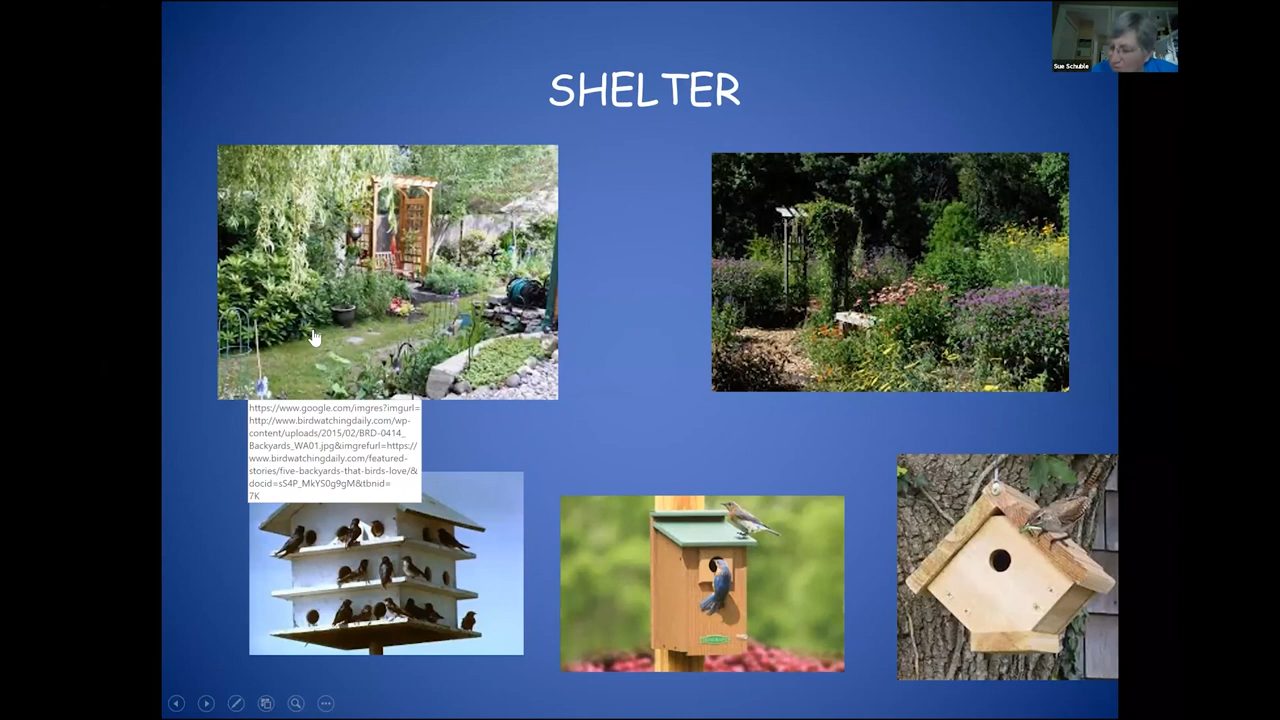 Sue Schuble
SHELTER
https://www.google.com/imgres?imgurl=
http://www.birdwatchingdaily.com/wp-
content/uploads/2015/02/BRD-0414_
Backyards_WA01.jpg&imgrefurl=https://
www.birdwatchingdaily.com/featured-
stories/five-backyards-that-birds-love/&
docid=sS4P_MkYS0g9gM&tbnid=
7K